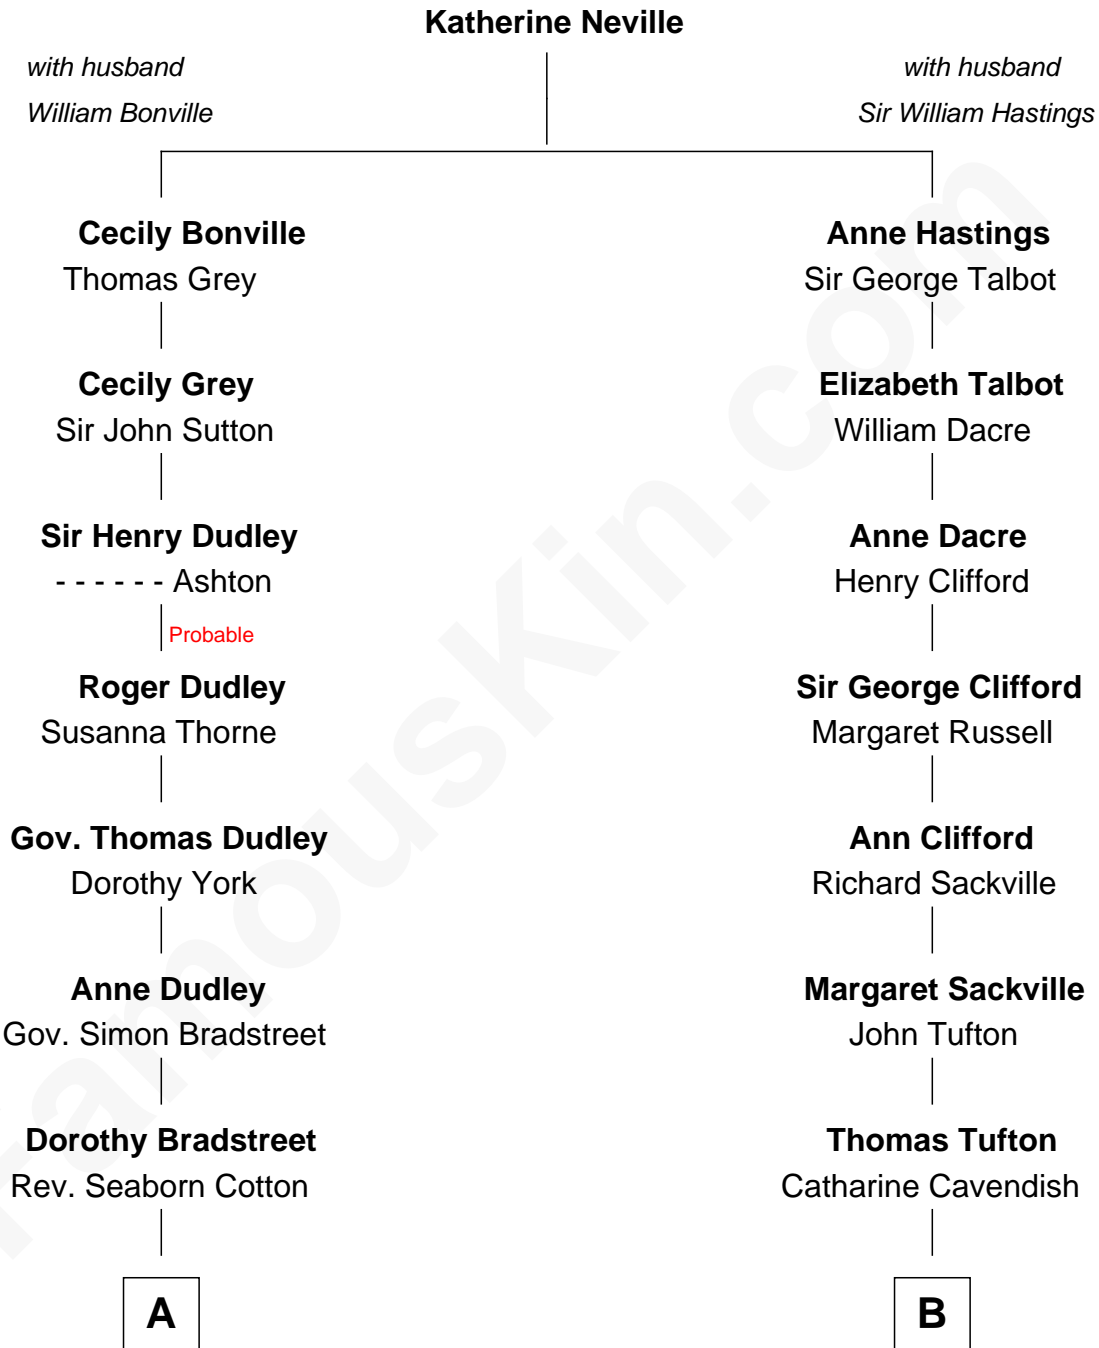 Katherine Neville
with husband
William Bonville
with husband
Sir William Hastings
Cecily Bonville
Thomas Grey
Anne Hastings
Sir George Talbot
Cecily Grey
Sir John Sutton
Elizabeth Talbot
William Dacre
Sir Henry Dudley
- - - - - - Ashton
Anne Dacre
Henry Clifford
Probable
Roger Dudley
Susanna Thorne
Sir George Clifford
Margaret Russell
Gov. Thomas Dudley
Dorothy York
Ann Clifford
Richard Sackville
Anne Dudley
Gov. Simon Bradstreet
Margaret Sackville
John Tufton
Dorothy Bradstreet
Rev. Seaborn Cotton
Thomas Tufton
Catharine Cavendish
A
B
FamousKin.com